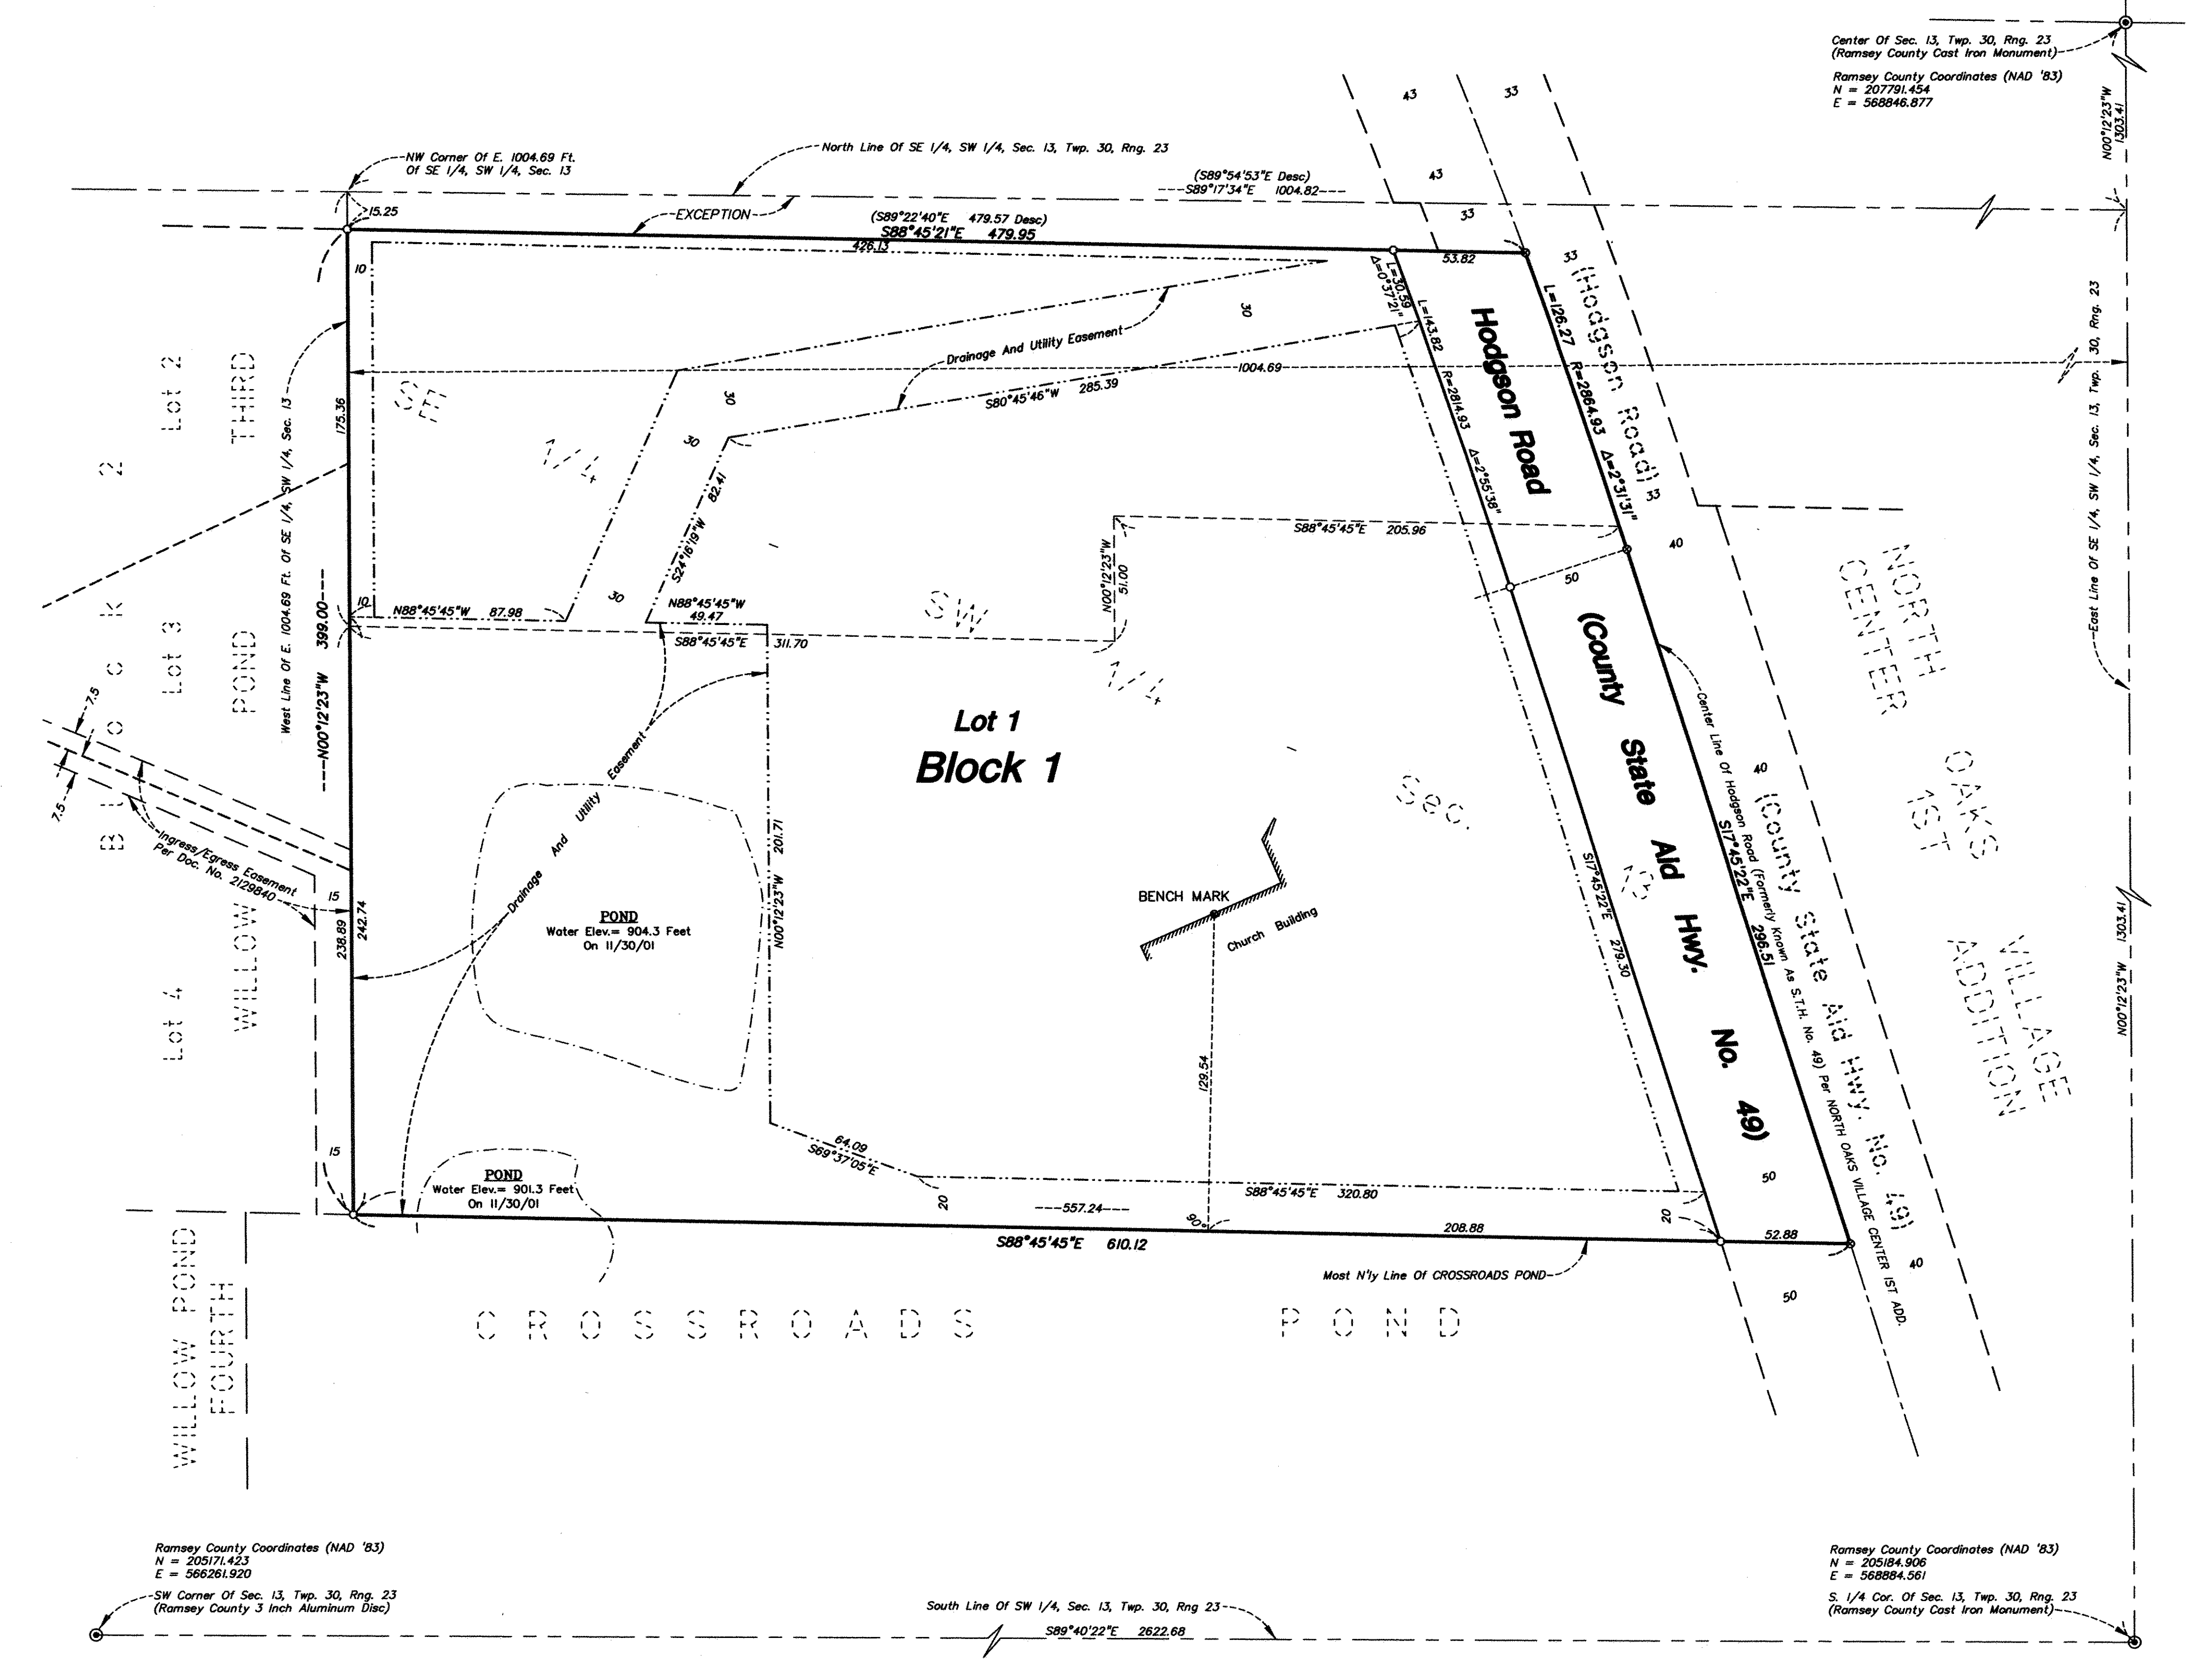 Center Of Sec. 13, Twp. 30, Rng. 23
(Ramsey County Cast Iron Monument)
Ramsey County Coordinates (NAD '83)
N = 207791.454
E = 568846.877
N00°12'23"W
1303.41
43
33
43
33
NW Corner Of E. 1004.69 Ft.
Of SE 1/4, SW 1/4, Sec. 13
North Line Of SE 1/4, SW 1/4, Sec. 13, Twp. 30, Rng. 23
(S89°54'53"E Desc)
S89°17'34"E 1004.82
15.25
EXCEPTION
(S89°22'40"E 479.57 Desc)
S88°45'21"E 479.95
426.13
53.82
33
10
L=30.59
Δ=0°37'21"
L=143.82 R=2814.93 Δ=2°55'38"
Hodgson Road
L=126.27 R=2864.93 Δ=2°31'31"
(Hodgson Road)
33
East Line Of SE 1/4, SW 1/4, Sec. 13, Twp. 30, Rng. 23
30
Drainage And Utility Easement
1004.69
S80°45'46"W 285.39
30
30
S24°16'19"W 82.41
30
SE
1/4
175.36
West Line Of E. 1004.69 Ft. Of SE 1/4, SW 1/4, Sec. 13
Lot 2
THIRD
2
BLOCK
Lot 3
POND
N00°12'23"W 399.00
10
N88°45'45"W 87.98
N88°45'45"W
49.47
S88°45'45"E 311.70
N00°12'23"W
51.00
S88°45'45"E 205.96
SW
1/4
50
40
NORTH
CENTER
OAKS
1ST
VILLAGE
ADDITION
Lot 1
Block 1
(County State Aid Hwy. No. 49)
Center Line Of Hodgson Road (Formerly Known As S.T.H. No. 49) Per NORTH OAKS VILLAGE CENTER 1ST ADD.
S17°45'22"E 296.51
40
(County State Aid Hwy. No. 49)
Sec.
13
S17°45'22"E 279.30
7.5
7.5
Ingress/Egress Easement
Per Doc. No. 2129840
15
238.89
242.74
WILLOW
Lot 4
15
Drainage And Utility Easement
POND
Water Elev.= 904.3 Feet
On 11/30/01
N00°12'23"W 201.71
BENCH MARK
Church Building
129.54
N00°12'23"W 1303.41
64.09
S69°37'05"E
POND
Water Elev.= 901.3 Feet
On 11/30/01
20
S88°45'45"E 320.80
557.24
90°
208.88
20
50
52.88
S88°45'45"E 610.12
Most N'ly Line Of CROSSROADS POND
40
50
WILLOW POND
FOURTH
CROSSROADS POND
Ramsey County Coordinates (NAD '83)
N = 205171.423
E = 566261.920
SW Corner Of Sec. 13, Twp. 30, Rng. 23
(Ramsey County 3 Inch Aluminum Disc)
South Line Of SW 1/4, Sec. 13, Twp. 30, Rng 23
S89°40'22"E 2622.68
Ramsey County Coordinates (NAD '83)
N = 205184.906
E = 568884.561
S. 1/4 Cor. Of Sec. 13, Twp. 30, Rng. 23
(Ramsey County Cast Iron Monument)